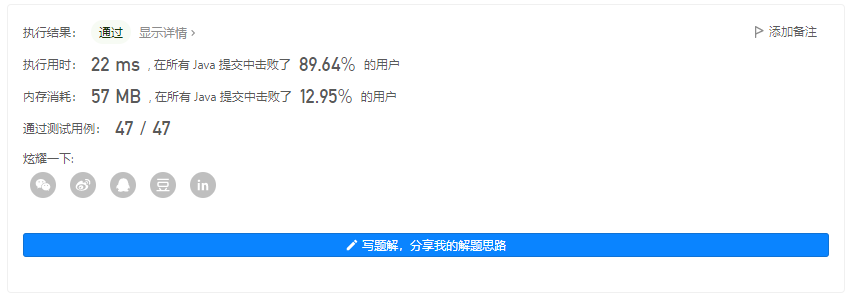 执行结果： 通过 显示详情 › 添加备注
执行用时： 22 ms , 在所有 Java 提交中击败了 89.64% 的用户
内存消耗： 57 MB , 在所有 Java 提交中击败了 12.95% 的用户
通过测试用例： 47 / 47
炫耀一下:
豆 in
写题解，分享我的解题思路